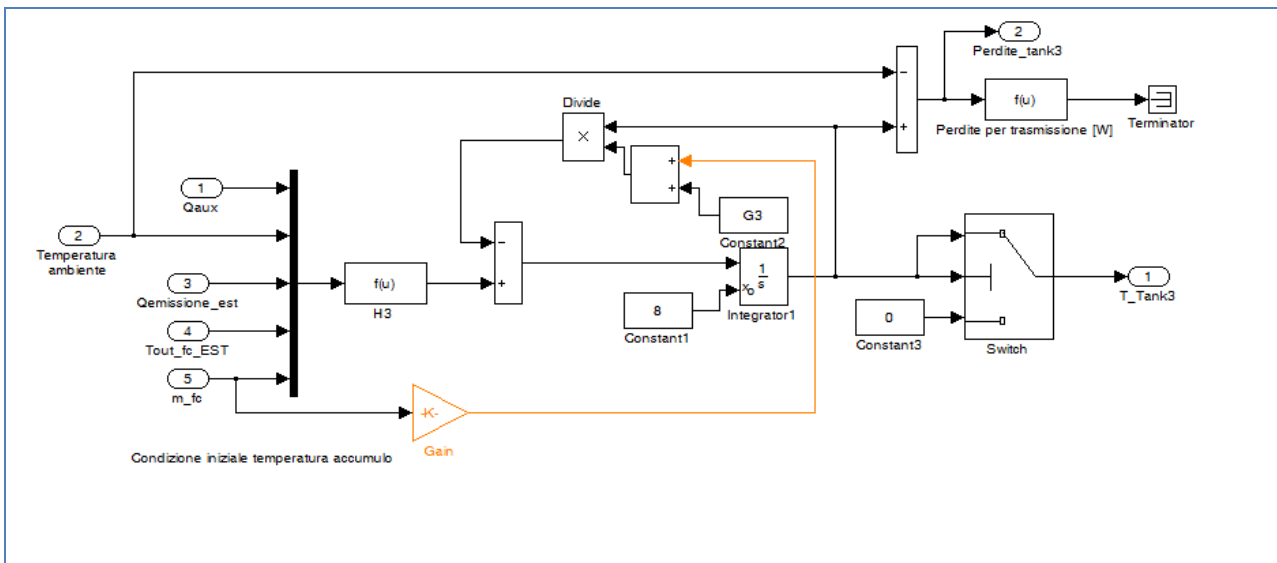 2
Perdite_tank3
−
+
f(u)
Perdite per trasmissione [W]
Terminator
Divide
×
+
+
G3
Constant2
1
Qaux
2
Temperatura
ambiente
3
Qemissione_est
4
Tout_fc_EST
5
m_fc
f(u)
H3
−
+
8
Constant1
1
s
xo
Integrator1
0
Constant3
Switch
1
T_Tank3
-K-
Gain
Condizione iniziale temperatura accumulo